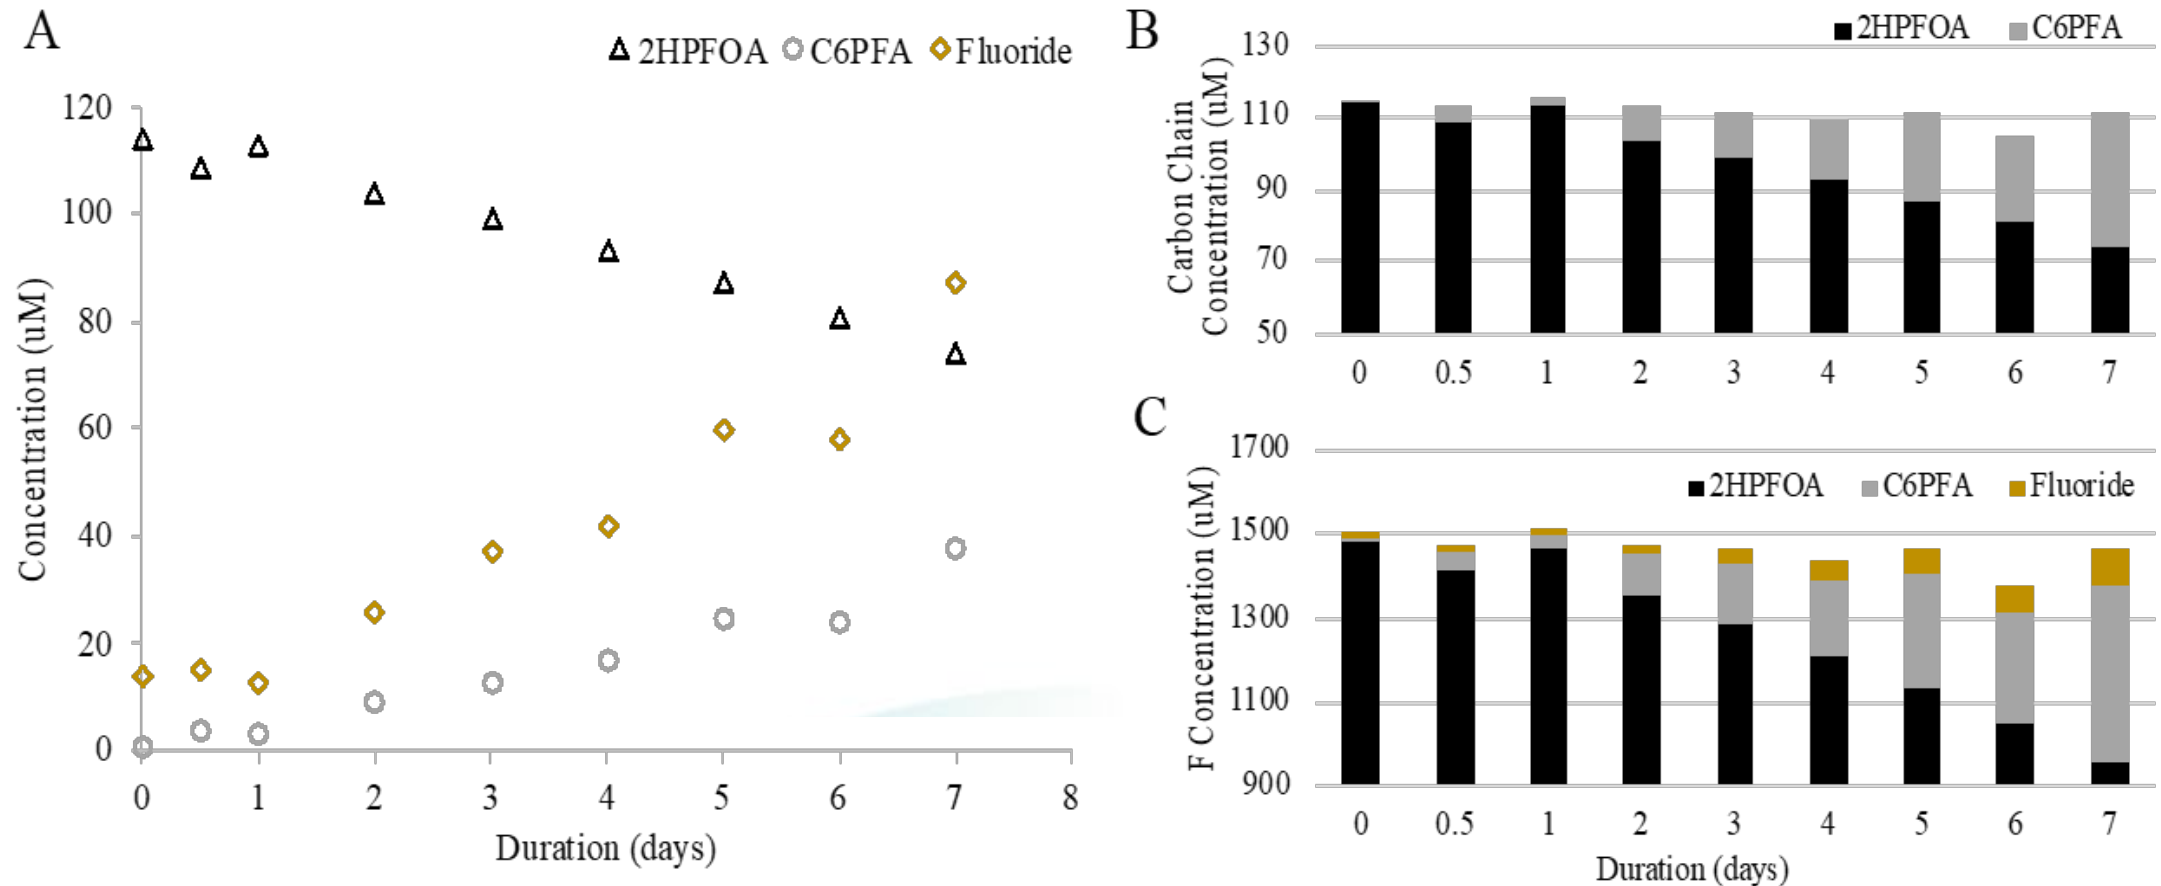 A
2HPFOA C6PFA Fluoride
120
100
80
60
40
20
0
0 1 2 3 4 5 6 7 8
Concentration (uM)
Duration (days)
B
2HPFOA C6PFA
130
110
90
70
50
0 0.5 1 2 3 4 5 6 7
Carbon Chain
Concentration (uM)
C
2HPFOA C6PFA Fluoride
1700
1500
1300
1100
900
0 0.5 1 2 3 4 5 6 7
F Concentration (uM)
Duration (days)